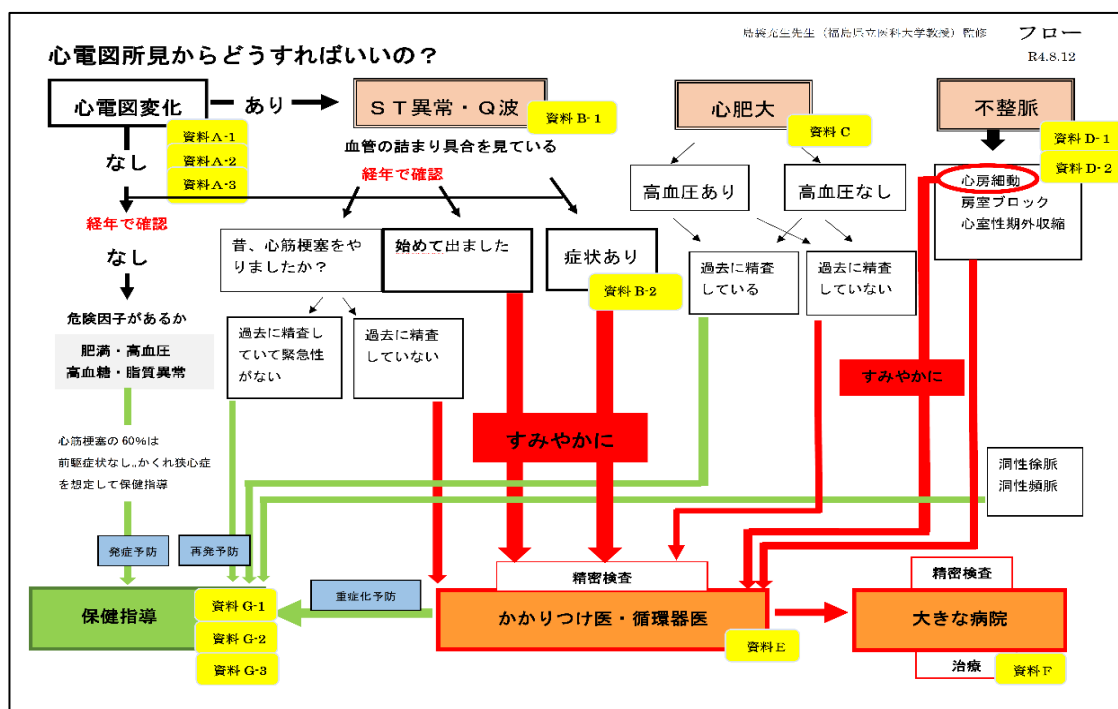 島袋充生先生（福島県立医科大学教授）監修
フロー
R4.8.12
心電図所見からどうすればいいの？
心電図変化
あり
ＳＴ異常・Ｑ波
心肥大
不整脈
資料A-1
資料A-2
資料A-3
資料B-1
資料C
資料D-1
資料D-2
なし
血管の詰まり具合を見ている
経年で確認
高血圧あり
高血圧なし
心房細動
房室ブロック
心室性期外収縮
経年で確認
なし
昔、心筋梗塞をや
りましたか？
始めて出ました
症状あり
資料B-2
過去に精査
している
過去に精査
していない
危険因子があるか
肥満・高血圧
高血糖・脂質異常
過去に精査し
ていて緊急性
がない
過去に精査
していない
すみやかに
すみやかに
心筋梗塞の60％は
前駆症状なし..かくれ狭心症
を想定して保健指導
洞性徐脈
洞性頻脈
発症予防
再発予防
重症化予防
精密検査
精密検査
保健指導
資料G-1
資料G-2
資料G-3
かかりつけ医・循環器医
資料E
大きな病院
治療
資料F